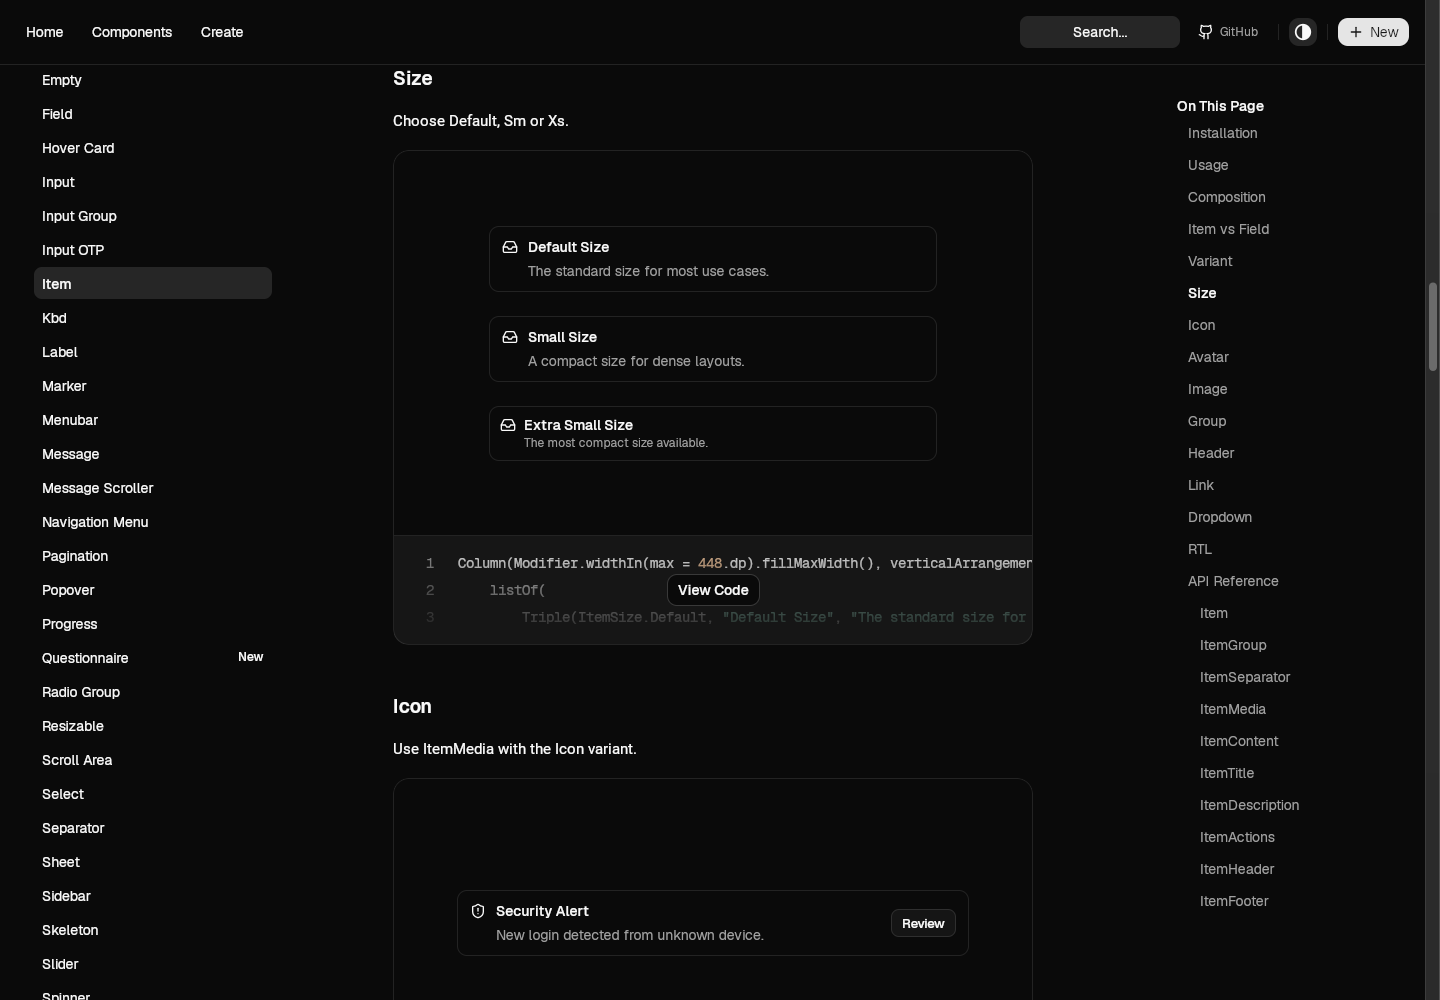 Home
Components
Create
Search...
GitHub
New
Empty
Field
Hover Card
Input
Input Group
Input OTP
Item
Kbd
Label
Marker
Menubar
Message
Message Scroller
Navigation Menu
Pagination
Popover
Progress
Questionnaire New
Radio Group
Resizable
Scroll Area
Select
Separator
Sheet
Sidebar
Skeleton
Slider
Spinner
Size
Choose Default, Sm or Xs.
Default Size
The standard size for most use cases.
Small Size
A compact size for dense layouts.
Extra Small Size
The most compact size available.
1 Column(Modifier.widthIn(max = 448.dp).fillMaxWidth(), verticalArrangemen
2 listOf(
View Code
3 Triple(ItemSize.Default, "Default Size", "The standard size for
Icon
Use ItemMedia with the Icon variant.
Security Alert
New login detected from unknown device.
Review
On This Page
Installation
Usage
Composition
Item vs Field
Variant
Size
Icon
Avatar
Image
Group
Header
Link
Dropdown
RTL
API Reference
Item
ItemGroup
ItemSeparator
ItemMedia
ItemContent
ItemTitle
ItemDescription
ItemActions
ItemHeader
ItemFooter